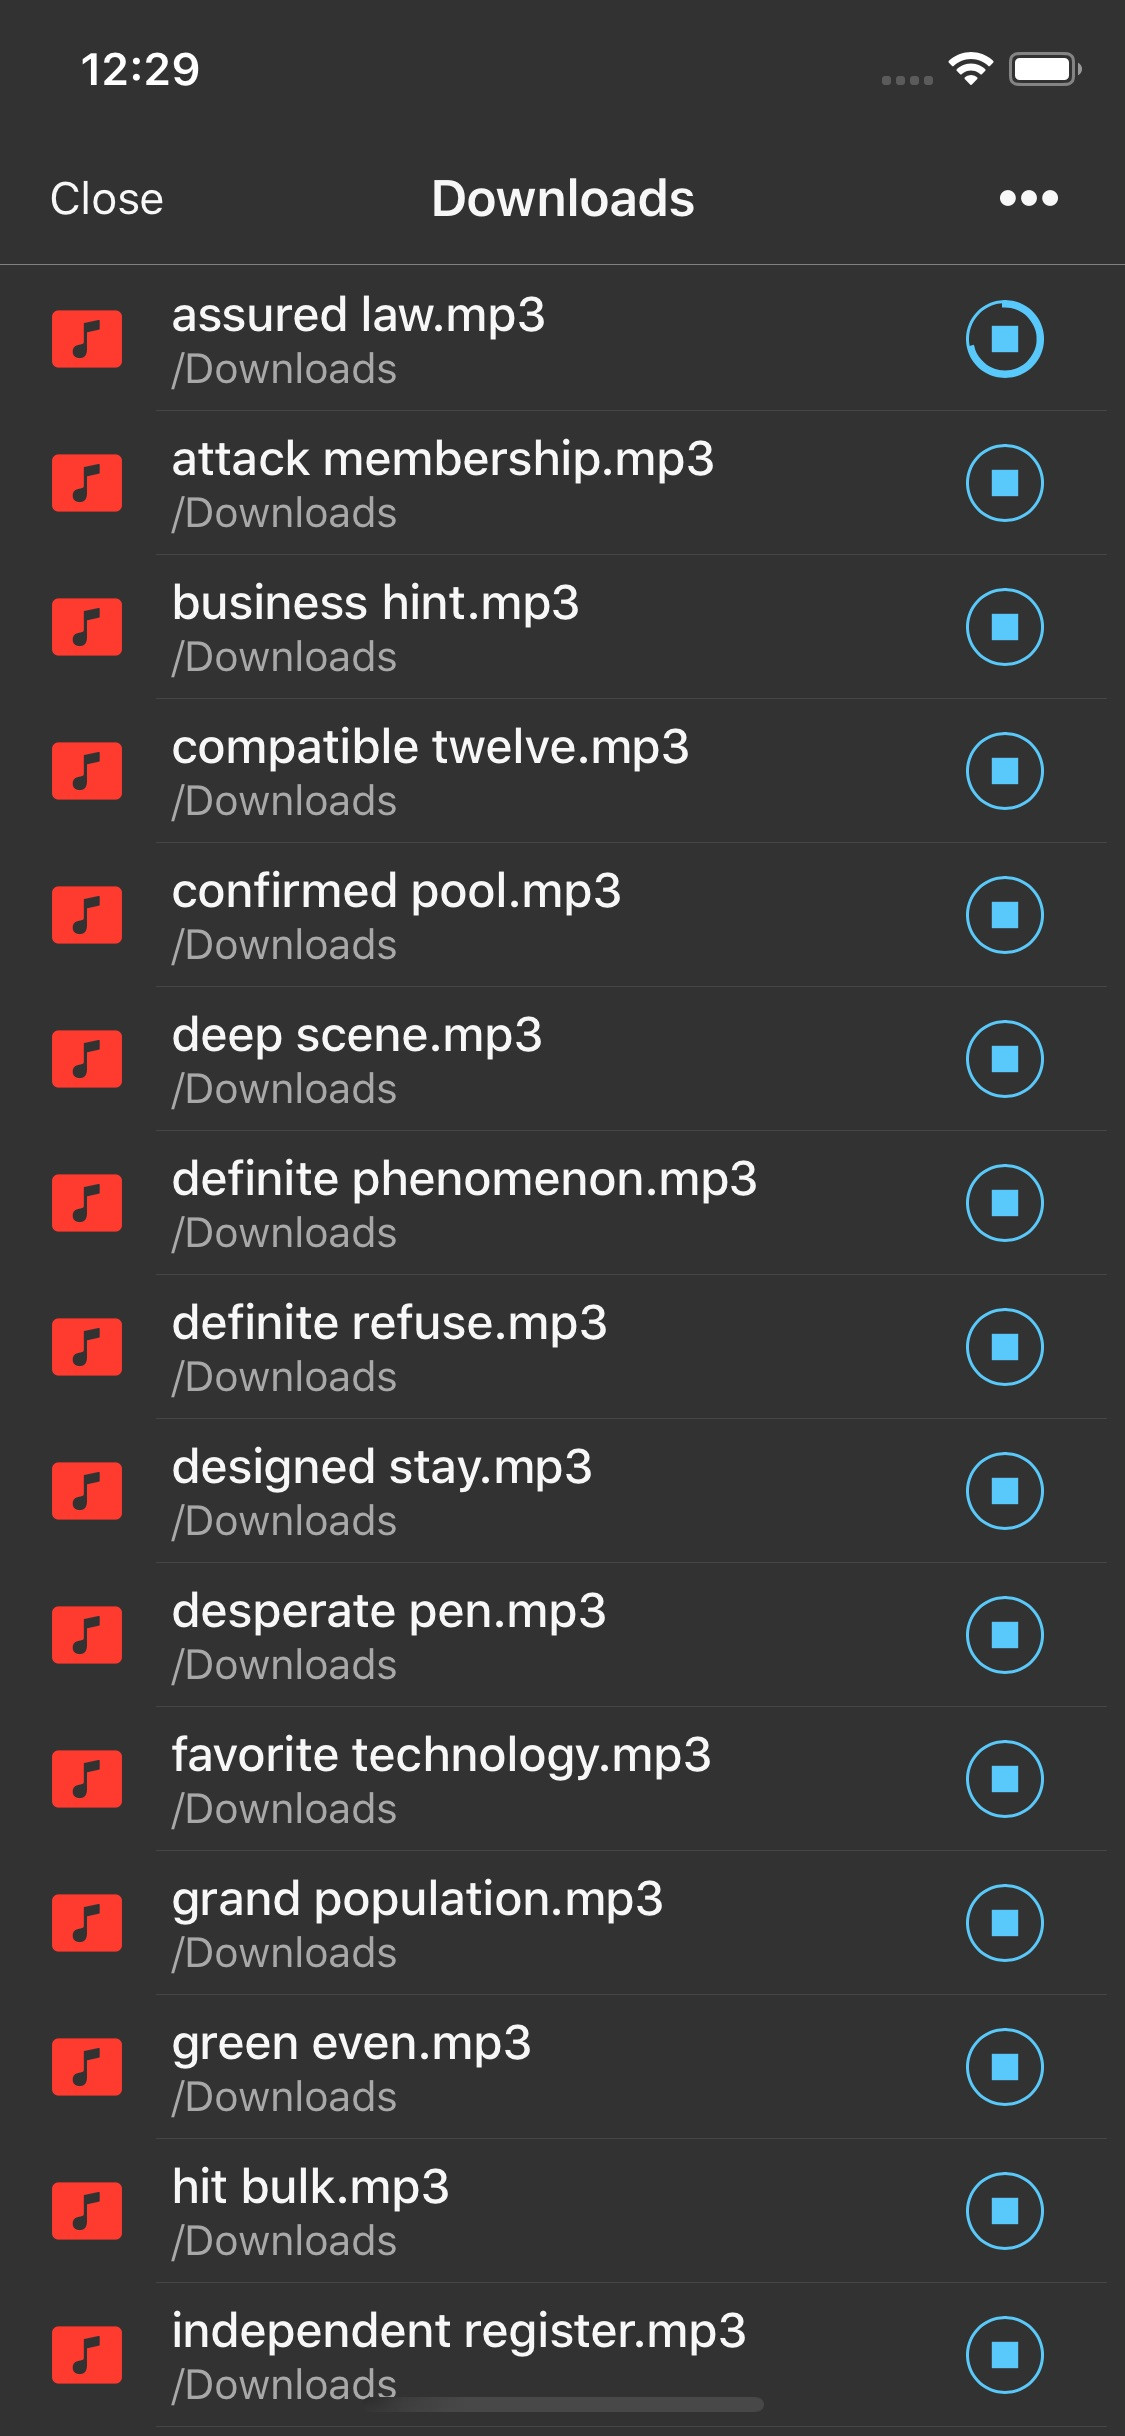 12:29
Close Downloads
assured law.mp3
/Downloads
attack membership.mp3
/Downloads
business hint.mp3
/Downloads
compatible twelve.mp3
/Downloads
confirmed pool.mp3
/Downloads
deep scene.mp3
/Downloads
definite phenomenon.mp3
/Downloads
definite refuse.mp3
/Downloads
designed stay.mp3
/Downloads
desperate pen.mp3
/Downloads
favorite technology.mp3
/Downloads
grand population.mp3
/Downloads
green even.mp3
/Downloads
hit bulk.mp3
/Downloads
independent register.mp3
/Downloads